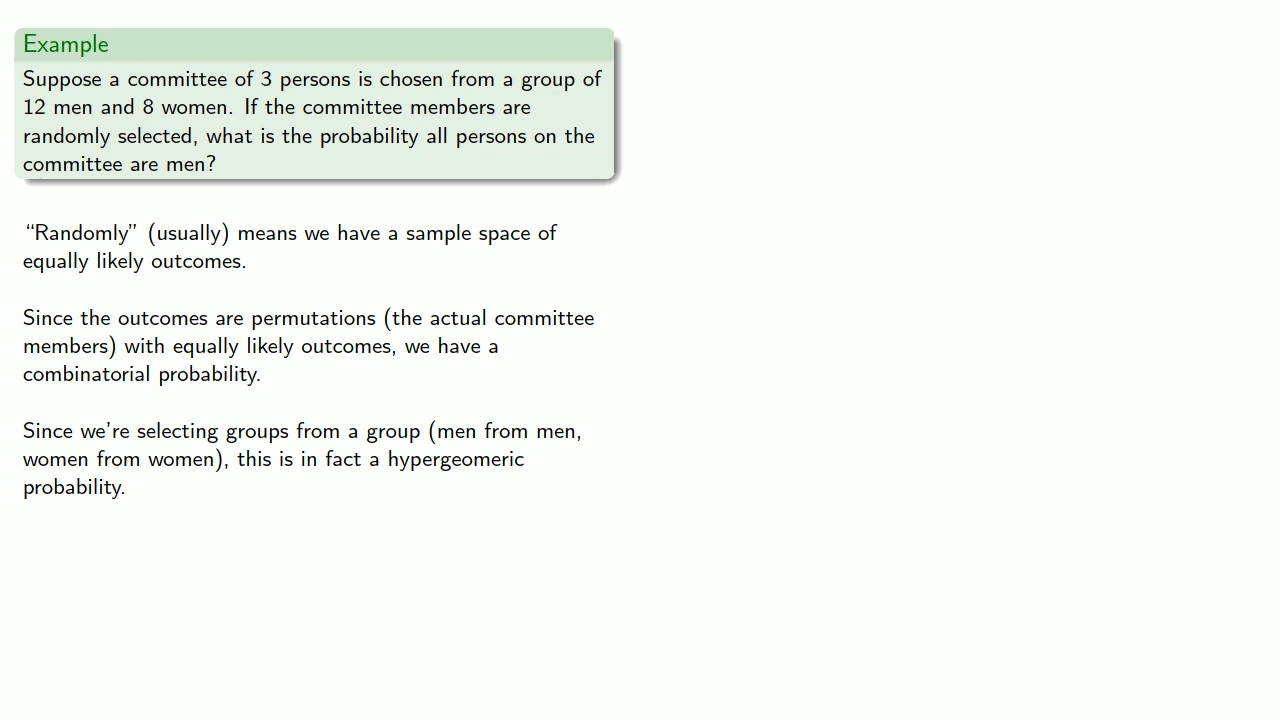 Example
Suppose a committee of 3 persons is chosen from a group of
12 men and 8 women. If the committee members are
randomly selected, what is the probability all persons on the
committee are men?
“Randomly” (usually) means we have a sample space of
equally likely outcomes.
Since the outcomes are permutations (the actual committee
members) with equally likely outcomes, we have a
combinatorial probability.
Since we're selecting groups from a group (men from men,
women from women), this is in fact a hypergeomeric
probability.